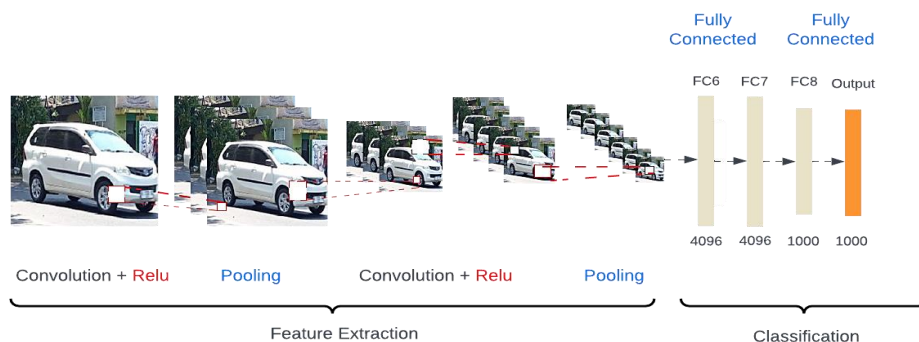 Fully
Connected
Fully
Connected
FC6
FC7
FC8
Output
4096
4096
1000
1000
Convolution + Relu
Pooling
Convolution + Relu
Pooling
Feature Extraction
Classification